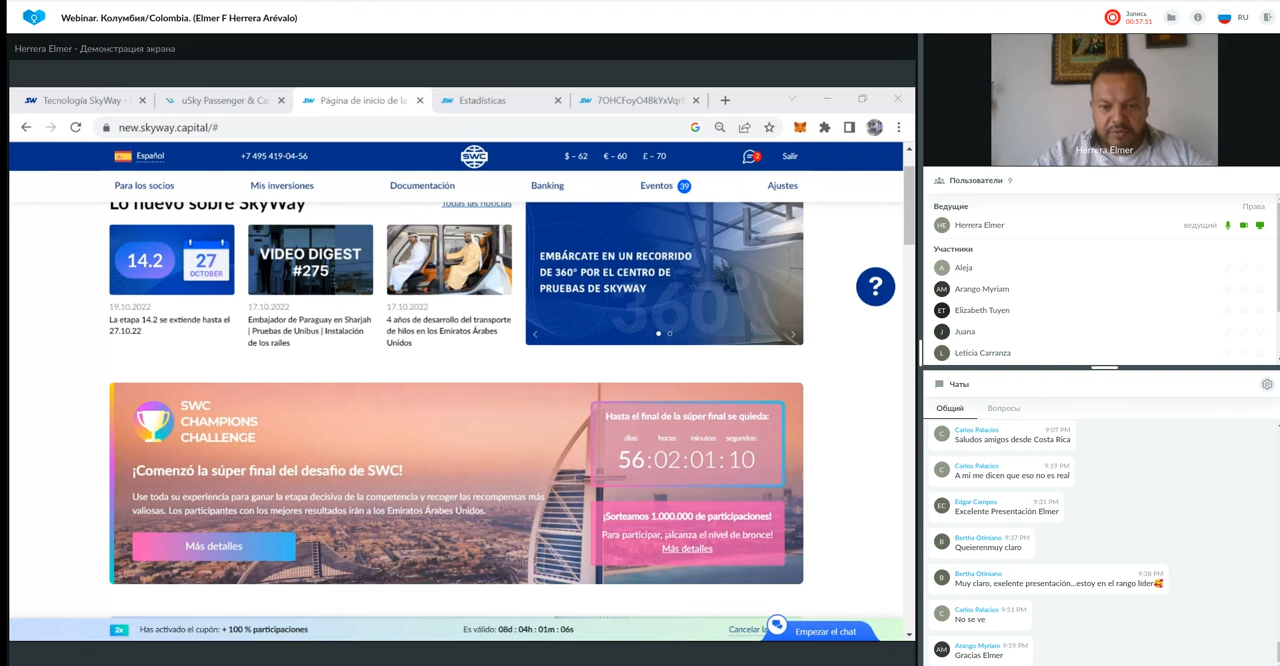 Webinar. Колумбия/Colombia. (Elmer F Herrera Arévalo)
Запись
00:57:51
RU
Herrera Elmer - Демонстрация экрана
Tecnología SkyWay -
uSky Passenger & Car
Página de inicio de la
Estadísticas
new.skyway.capital/#
Español
+7 495 419-04-56
SWC
$ – 62
€ – 60
£ – 70
2
Salir
Para los socios
Mis inversiones
Documentación
Banking
Eventos 39
Ajustes
Lo nuevo sobre SkyWay
Todas las noticias
14.2
27
OCTOBER
VIDEO DIGEST
#275
19.10.2022
La etapa 14.2 se extiende hasta el
27.10.22
17.10.2022
Embajador de Paraguay en Sharjah
| Pruebas de Unibus | Instalación
de los raíles
17.10.2022
4 años de desarrollo del transporte
de hilos en los Emiratos Árabes
Unidos
EMBÁRCATE EN UN RECORRIDO
DE 360° POR EL CENTRO DE
PRUEBAS DE SKYWAY
360°
?
SWC
CHAMPIONS
CHALLENGE
¡Comenzó la súper final del desafío de SWC!
Use toda su experiencia para ganar la etapa decisiva de la competencia y recoger las recompensas más
valiosas. Los participantes con los mejores resultados irán a los Emiratos Árabes Unidos.
Más detalles
Hasta el final de la súper final se quieda:
días: horas: minutos: segundos:
56:02:01:10
¡Sorteamos 1.000.000 de participaciones!
Para participar, ¡alcanza el nivel de bronce!
Más detalles
2x
Has activado el cupón: + 100 % participaciones
Es válido: 08d : 04h : 01m : 06s
Cancelar la
Empezar el chat
Herrera Elmer
Пользователи 9
Ведущие
Права
HE
Herrera Elmer
ведущий
Участники
A
Aleja
AM
Arango Myriam
ET
Elizabeth Tuyen
J
Juana
L
Leticia Carranza
Чаты
Общий
Вопросы
C
Carlos Palacios 9:07 PM
Saludos amigos desde Costa Rica
C
Carlos Palacios 9:19 PM
A mi me dicen que eso no es real
EC
Edgar Campos 9:31 PM
Excelente Presentación Elmer
B
Bertha Otiniano 9:37 PM
Queierenmuy claro
B
Bertha Otiniano 9:38 PM
Muy claro, exelente presentación...estoy en el rango líder🥰
C
Carlos Palacios 9:51 PM
No se ve
AM
Arango Myriam 9:59 PM
Gracias Elmer